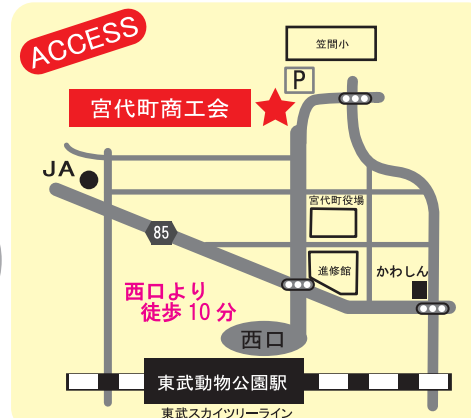 ACCESS
笠間小
P
宮代町商工会
JA
宮代町役場
85
進修館
かわしん
西口より
徒歩10分
西口
東武動物公園駅
東武スカイツリーライン